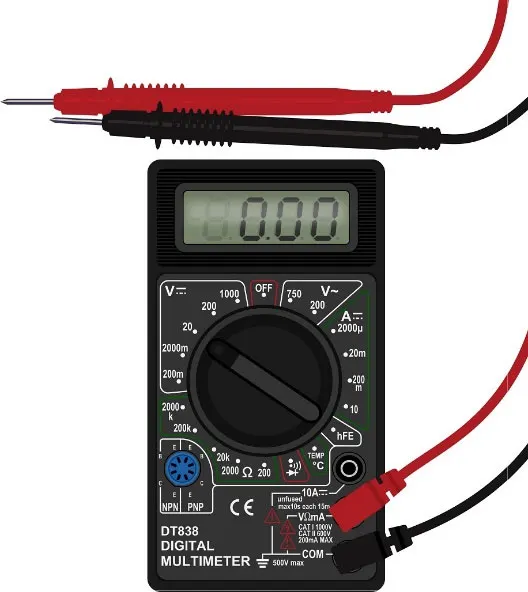 0.00
V⎓ 1000 OFF 750 V~
200 200
20 A⎓
2000µ
2000m 20m
200m 200
m
2000
k 10
200k hFE
20k TEMP
°C
2000 Ω 200
E E
B B
C C
E E
NPN PNP
CE
10A⎓
unfused
max10s each 15m
VΩmA
CAT I 1000V
CAT II 600V
200mA MAX
COM
500V max
DT838
DIGITAL
MULTIMETER